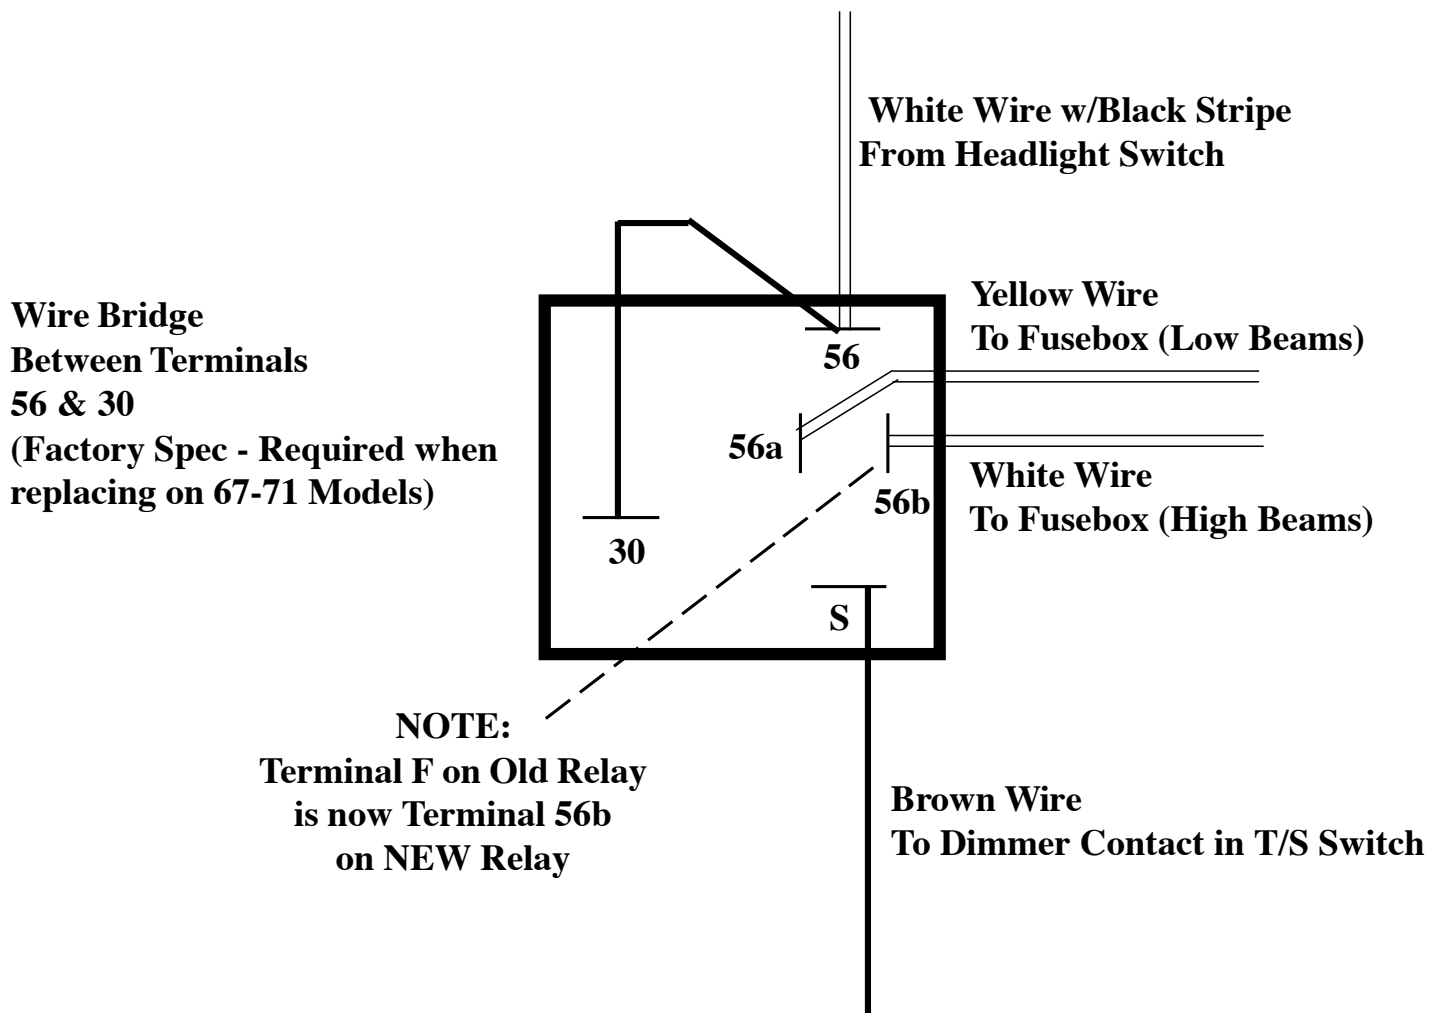 White Wire w/Black Stripe
From Headlight Switch
Wire Bridge
Between Terminals
56 & 30
(Factory Spec - Required when
replacing on 67-71 Models)
Yellow Wire
To Fusebox (Low Beams)
56
56a
56b
White Wire
To Fusebox (High Beams)
30
S
NOTE:
Terminal F on Old Relay
is now Terminal 56b
on NEW Relay
Brown Wire
To Dimmer Contact in T/S Switch